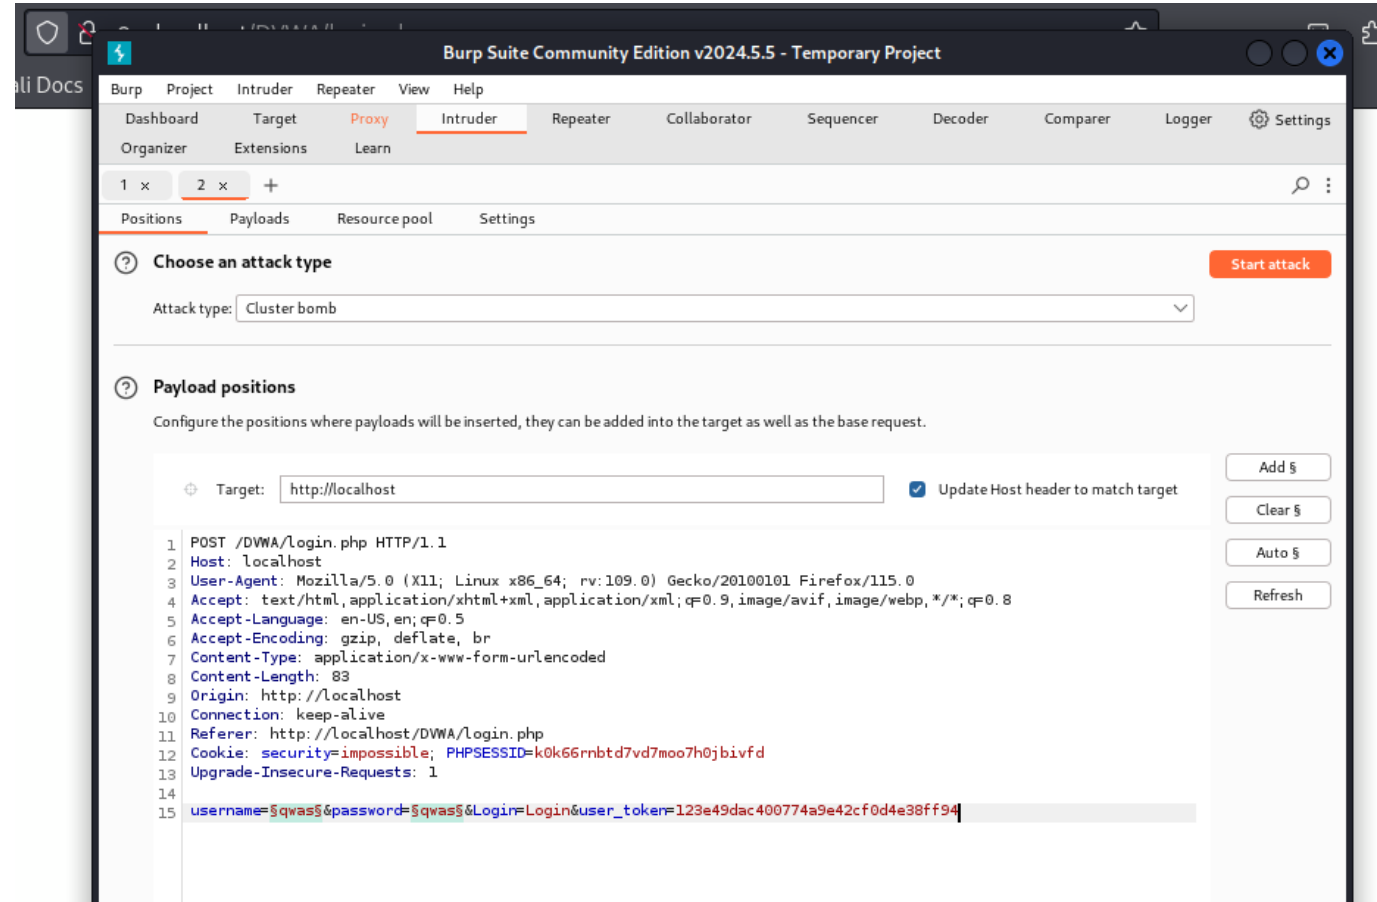 Burp Suite Community Edition v2024.5.5 - Temporary Project
ali Docs
Burp Project Intruder Repeater View Help
Dashboard Target Proxy Intruder Repeater Collaborator Sequencer Decoder Comparer Logger Settings
Organizer Extensions Learn
1 × 2 × +
Positions Payloads Resource pool Settings
Choose an attack type
Start attack
Attack type: Cluster bomb
Payload positions
Configure the positions where payloads will be inserted, they can be added into the target as well as the base request.
Add §
Target: http://localhost Update Host header to match target
Clear §
Auto §
Refresh
1 POST /DVWA/login.php HTTP/1.1
2 Host: localhost
3 User-Agent: Mozilla/5.0 (X11; Linux x86_64; rv:109.0) Gecko/20100101 Firefox/115.0
4 Accept: text/html,application/xhtml+xml,application/xml;q=0.9,image/avif,image/webp,*/*;q=0.8
5 Accept-Language: en-US,en;q=0.5
6 Accept-Encoding: gzip, deflate, br
7 Content-Type: application/x-www-form-urlencoded
8 Content-Length: 83
9 Origin: http://localhost
10 Connection: keep-alive
11 Referer: http://localhost/DVWA/login.php
12 Cookie: security=impossible; PHPSESSID=k0k66rnbtd7vd7moo7h0jbivfd
13 Upgrade-Insecure-Requests: 1
14
15 username=§qwas§&password=§qwas§&Login=Login&user_token=123e49dac400774a9e42cf0d4e38ff94